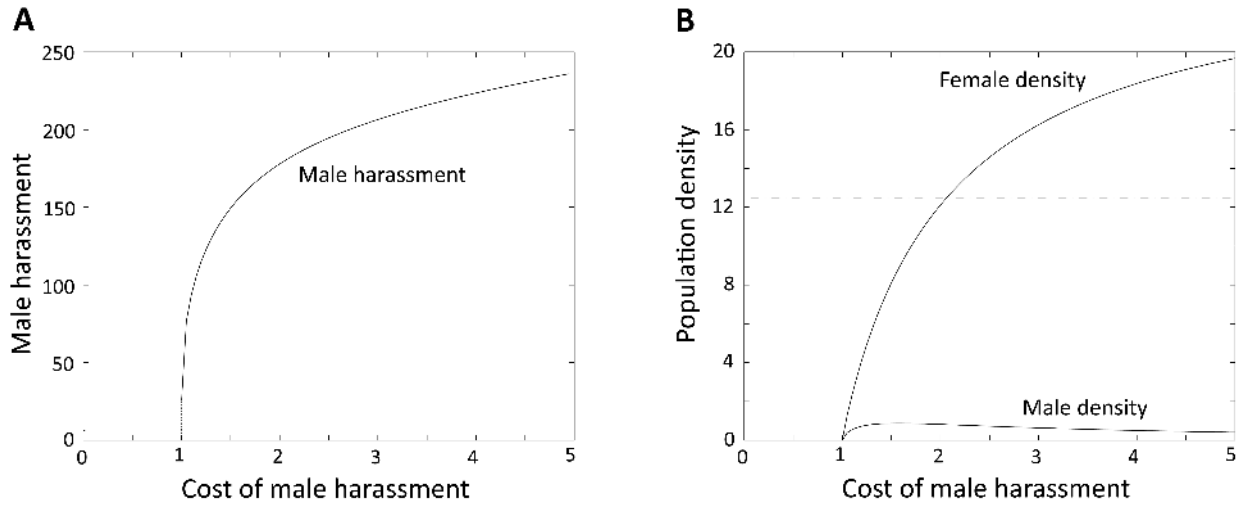 A
250
200
150
100
50
0
Male harassment
Male harassment
0 1 2 3 4 5
Cost of male harassment
B
20
16
12
8
4
0
Population density
Female density
Male density
0 1 2 3 4 5
Cost of male harassment